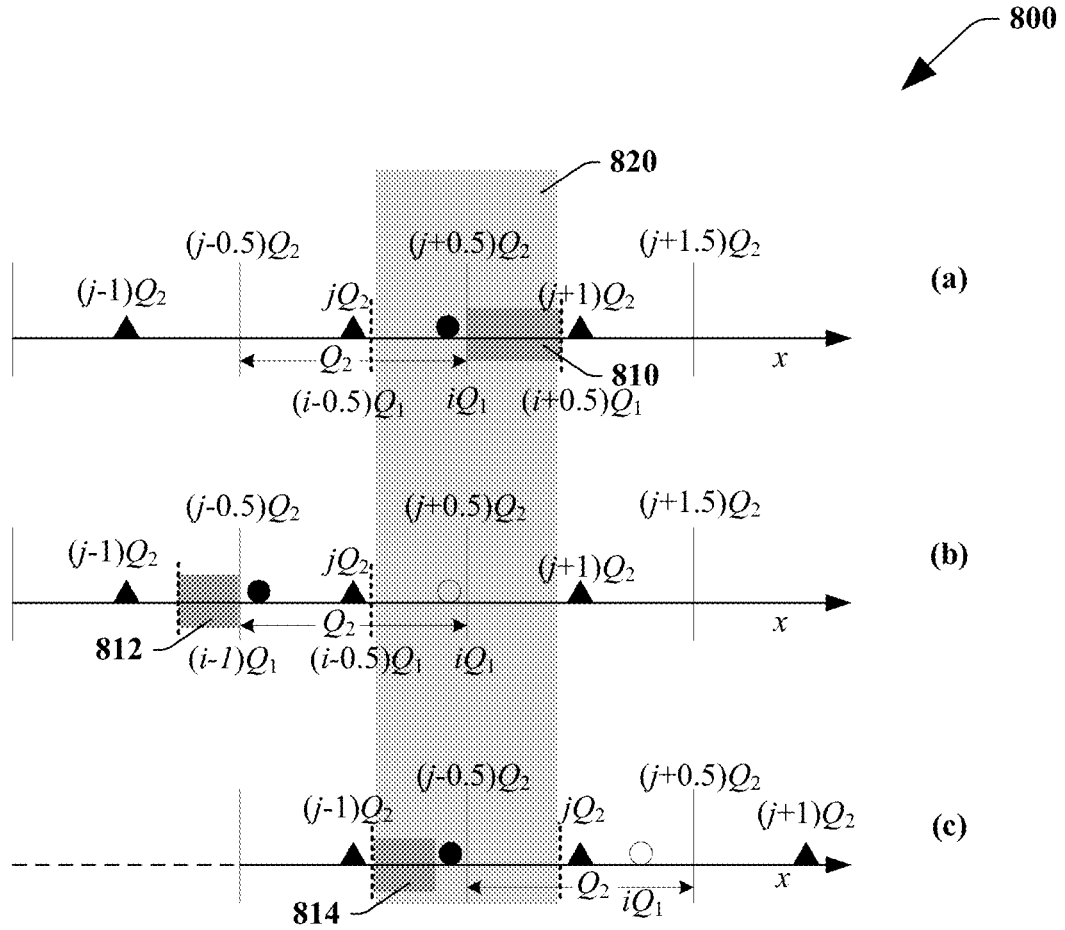 800
820
(j-0.5)Q2 (j+0.5)Q2 (j+1.5)Q2
(a)
(j-1)Q2 jQ2 (j+1)Q2
Q2 x
810
(i-0.5)Q1 iQ1 (i+0.5)Q1
(j-0.5)Q2 (j+0.5)Q2 (j+1.5)Q2
(b)
(j-1)Q2 jQ2 (j+1)Q2
Q2 x
812
(i-1)Q1 (i-0.5)Q1 iQ1
(j-0.5)Q2 (j+0.5)Q2
(j-1)Q2 jQ2 (j+1)Q2
(c)
Q2 x
iQ1
814